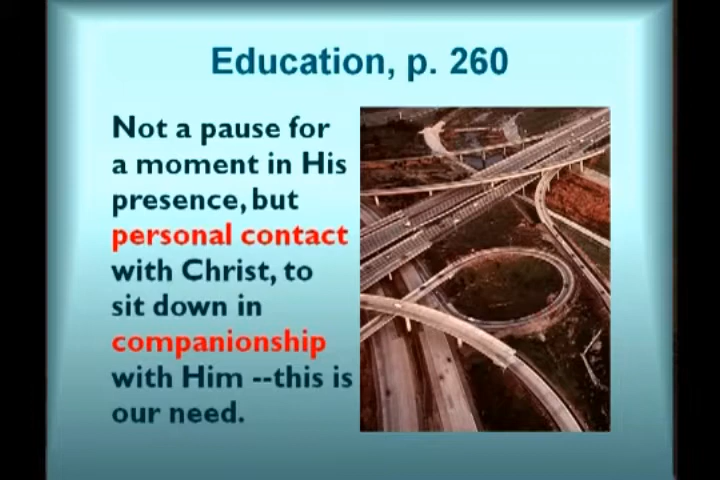 Education, p. 260
Not a pause for
a moment in His
presence, but
personal contact
with Christ, to
sit down in
companionship
with Him --this is
our need.